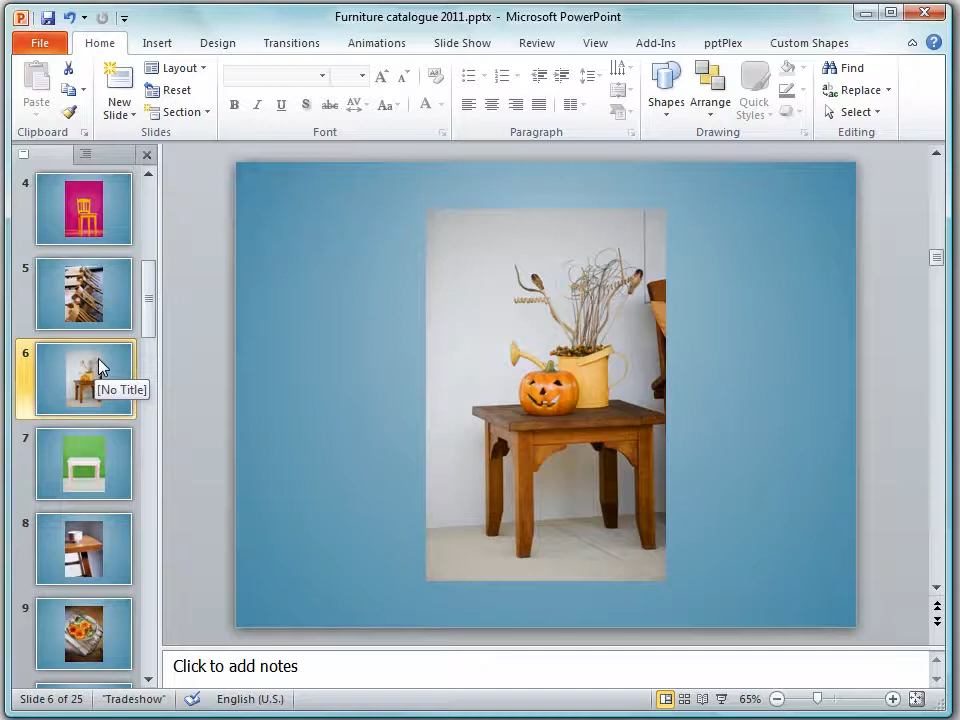 Furniture catalogue 2011.pptx - Microsoft PowerPoint
File Home Insert Design Transitions Animations Slide Show Review View Add-Ins pptPlex Custom Shapes
Paste
New
Slide
Layout
Reset
Section
B I U S abc AV Aa A
Shapes Arrange Quick
Styles
Find
Replace
Select
Clipboard Slides Font Paragraph Drawing Editing
4
5
6
[No Title]
7
8
9
Click to add notes
Slide 6 of 25 "Tradeshow" English (U.S.) 65%